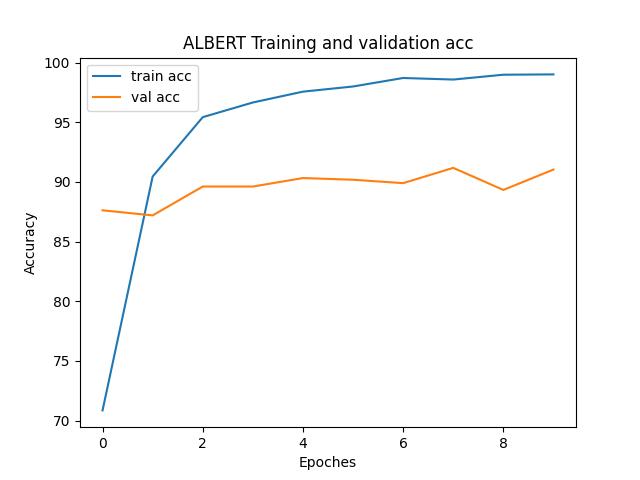 ALBERT Training and validation acc
train acc
val acc
100
95
90
85
80
75
70
Accuracy
0 2 4 6 8
Epoches